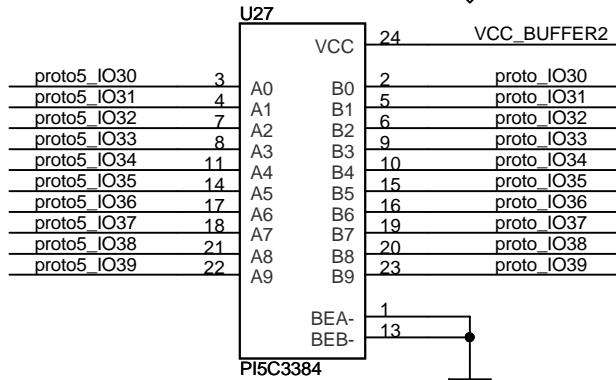 U27
VCC 24 VCC_BUFFER2
proto5_IO30 3 A0 B0 2 proto_IO30
proto5_IO31 4 A1 B1 5 proto_IO31
proto5_IO32 7 A2 B2 6 proto_IO32
proto5_IO33 8 A3 B3 9 proto_IO33
proto5_IO34 11 A4 B4 10 proto_IO34
proto5_IO35 14 A5 B5 15 proto_IO35
proto5_IO36 17 A6 B6 16 proto_IO36
proto5_IO37 18 A7 B7 19 proto_IO37
proto5_IO38 21 A8 B8 20 proto_IO38
proto5_IO39 22 A9 B9 23 proto_IO39
BEA- 1
BEB- 13
PI5C3384